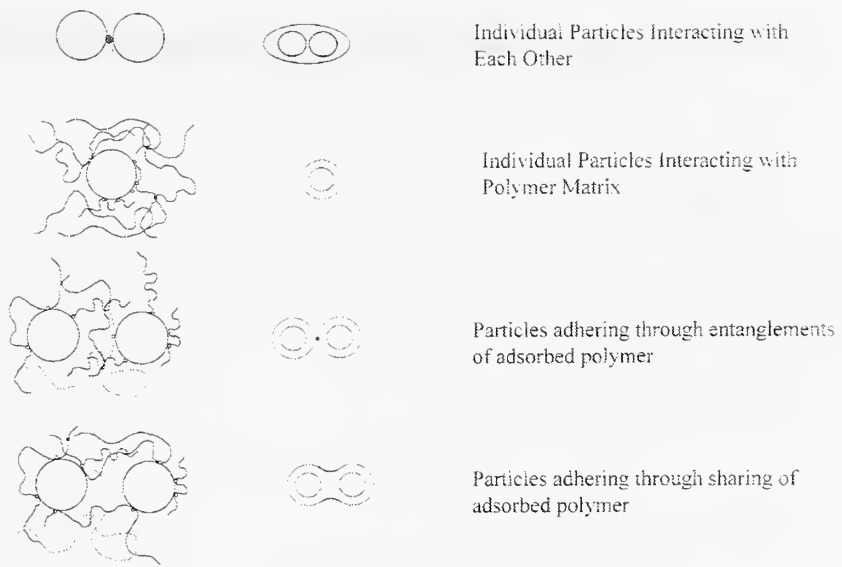 Individual Particles Interacting with
Each Other
Individual Particles Interacting with
Polymer Matrix
Particles adhering through entanglements
of adsorbed polymer
Particles adhering through sharing of
adsorbed polymer